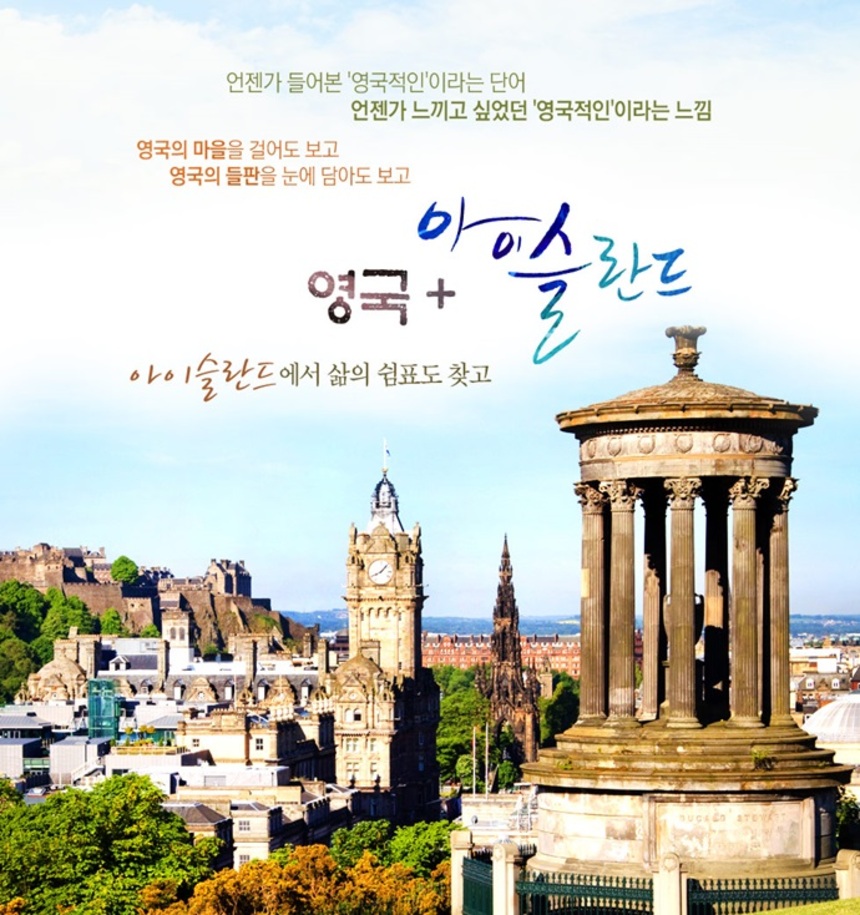 언젠가 들어본 '영국적인'이라는 단어
언젠가 느끼고 싶었던 '영국적인'이라는 느낌
영국의 마을을 걸어도 보고
영국의 들판을 눈에 담아도 보고
영국 + 아이슬란드
아이슬란드에서 삶의 쉼표도 찾고